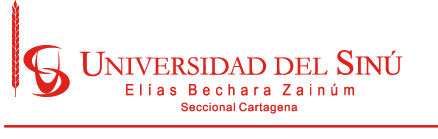 UNIVERSIDAD DEL SINÚ
Elías Bechara Zainúm
Seccional Cartagena